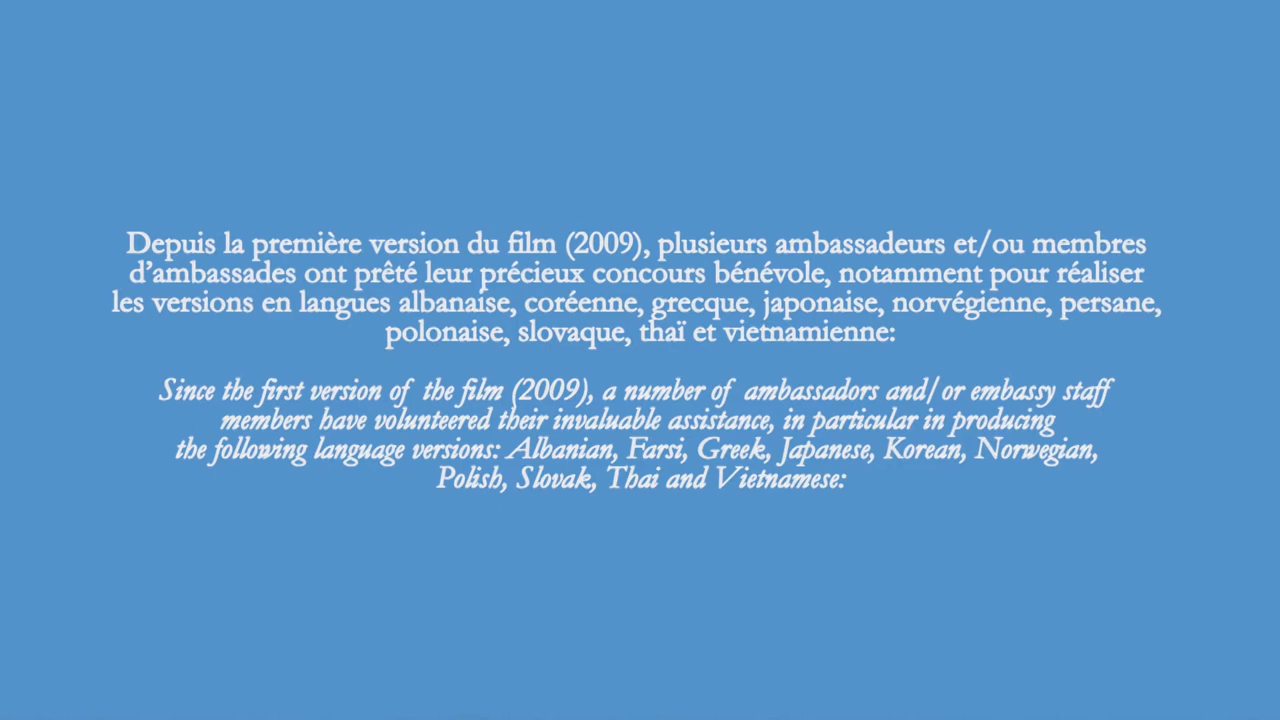 Depuis la première version du film (2009), plusieurs ambassadeurs et/ou membres
d’ambassades ont prêté leur précieux concours bénévole, notamment pour réaliser
les versions en langues albanaise, coréenne, grecque, japonaise, norvégienne, persane,
polonaise, slovaque, thaï et vietnamienne:
Since the first version of the film (2009), a number of ambassadors and/or embassy staff
members have volunteered their invaluable assistance, in particular in producing
the following language versions: Albanian, Farsi, Greek, Japanese, Korean, Norwegian,
Polish, Slovak, Thai and Vietnamese: